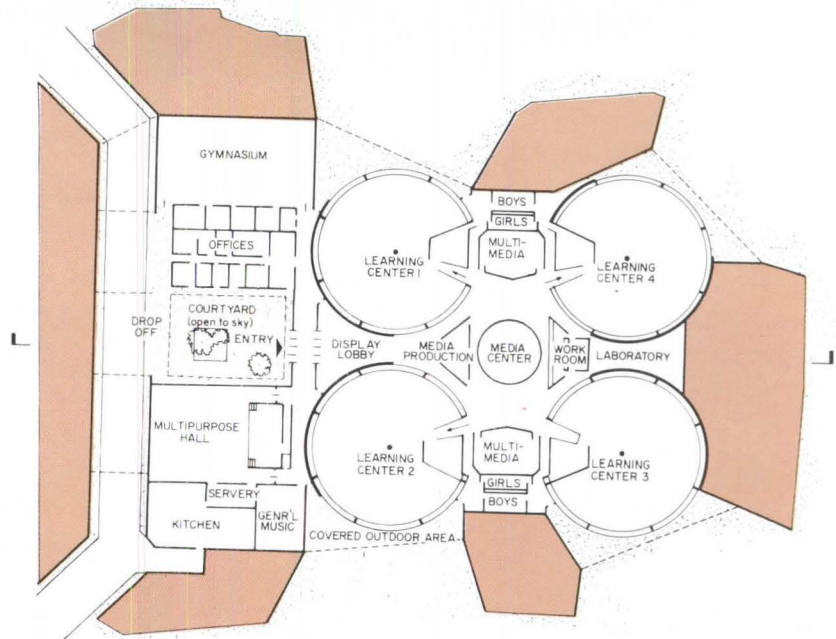 GYMNASIUM
OFFICES
COURTYARD
(open to sky)
DROP
OFF
ENTRY
DISPLAY
LOBBY
MULTIPURPOSE
HALL
SERVERY
KITCHEN
GENR'L
MUSIC
COVERED OUTDOOR AREA
LEARNING
CENTER 1
BOYS
GIRLS
MULTI-
MEDIA
LEARNING
CENTER 4
MEDIA
PRODUCTION
MEDIA
CENTER
WORK
ROOM
LABORATORY
LEARNING
CENTER 2
MULTI-
MEDIA
GIRLS
BOYS
LEARNING
CENTER 3